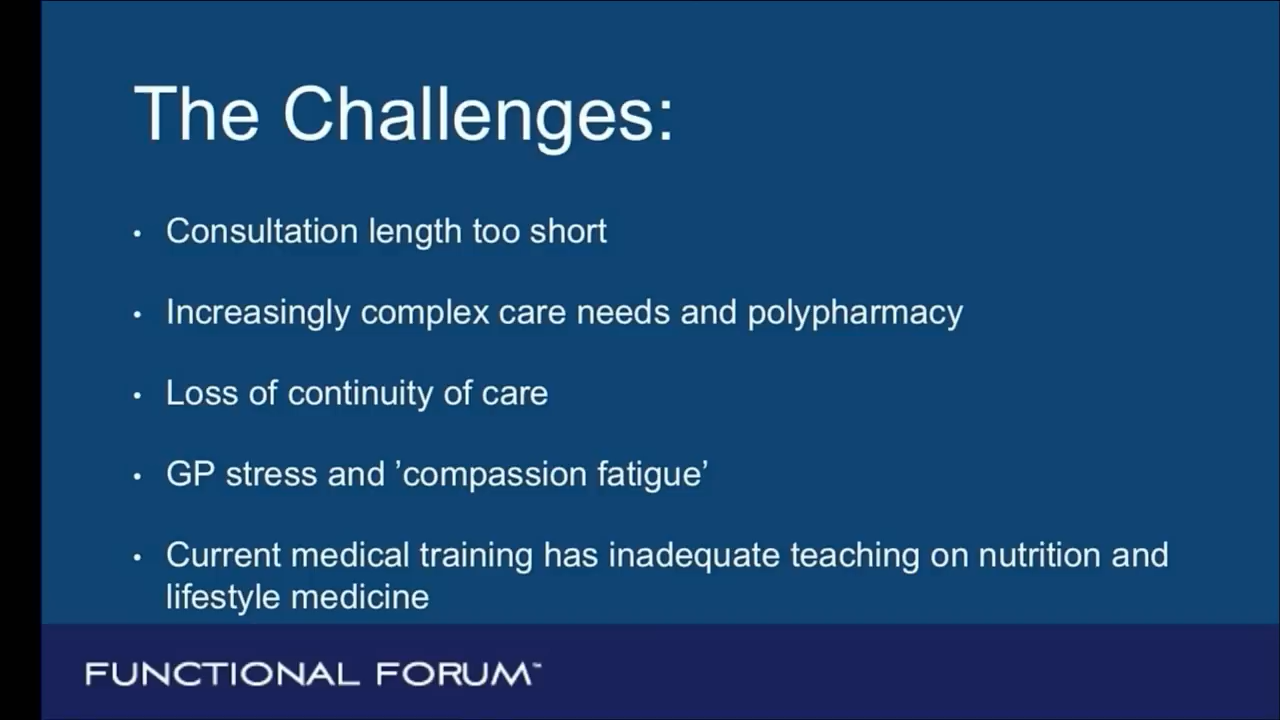 The Challenges:
• Consultation length too short
• Increasingly complex care needs and polypharmacy
• Loss of continuity of care
• GP stress and ’compassion fatigue’
• Current medical training has inadequate teaching on nutrition and
lifestyle medicine
FUNCTIONAL FORUM™